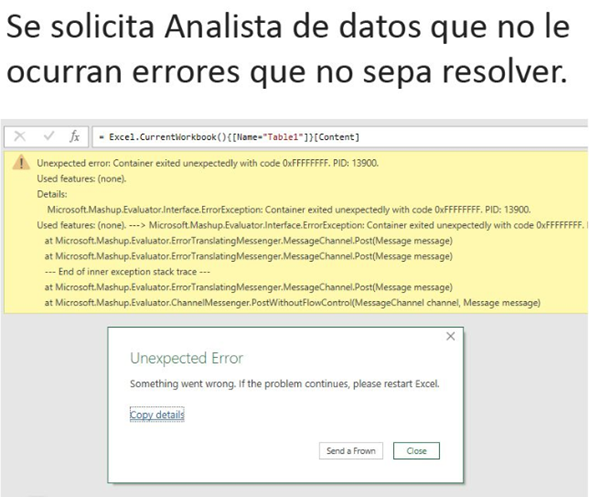 Se solicita Analista de datos que no le
ocurran errores que no sepa resolver.
fx = Excel.CurrentWorkbook(){[Name="Table1"]}[Content]
Unexpected error: Container exited unexpectedly with code 0xFFFFFFFF. PID: 13900.
Used features: (none).
Details:
Microsoft.Mashup.Evaluator.Interface.ErrorException: Container exited unexpectedly with code 0xFFFFFFFF. PID: 13900.
Used features: (none). ---> Microsoft.Mashup.Evaluator.Interface.ErrorException: Container exited unexpectedly with code 0xFFFFFFFF.
at Microsoft.Mashup.Evaluator.ErrorTranslatingMessenger.MessageChannel.Post(Message message)
at Microsoft.Mashup.Evaluator.ErrorTranslatingMessenger.MessageChannel.Post(Message message)
--- End of inner exception stack trace ---
at Microsoft.Mashup.Evaluator.ErrorTranslatingMessenger.MessageChannel.Post(Message message)
at Microsoft.Mashup.Evaluator.ChannelMessenger.PostWithoutFlowControl(MessageChannel channel, Message message)
Unexpected Error
Something went wrong. If the problem continues, please restart Excel.
Copy details
Send a Frown Close